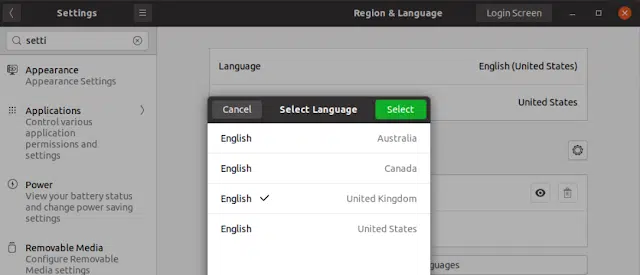 Settings
Region & Language
Login Screen
setti
Appearance
Appearance Settings
Applications
Control various
application
permissions and
settings
Power
View your battery status
and change power saving
settings
Removable Media
Configure Removable
Media settings
Language
English (United States)
United States
Cancel
Select Language
Select
English
Australia
English
Canada
English
United Kingdom
English
United States
guages